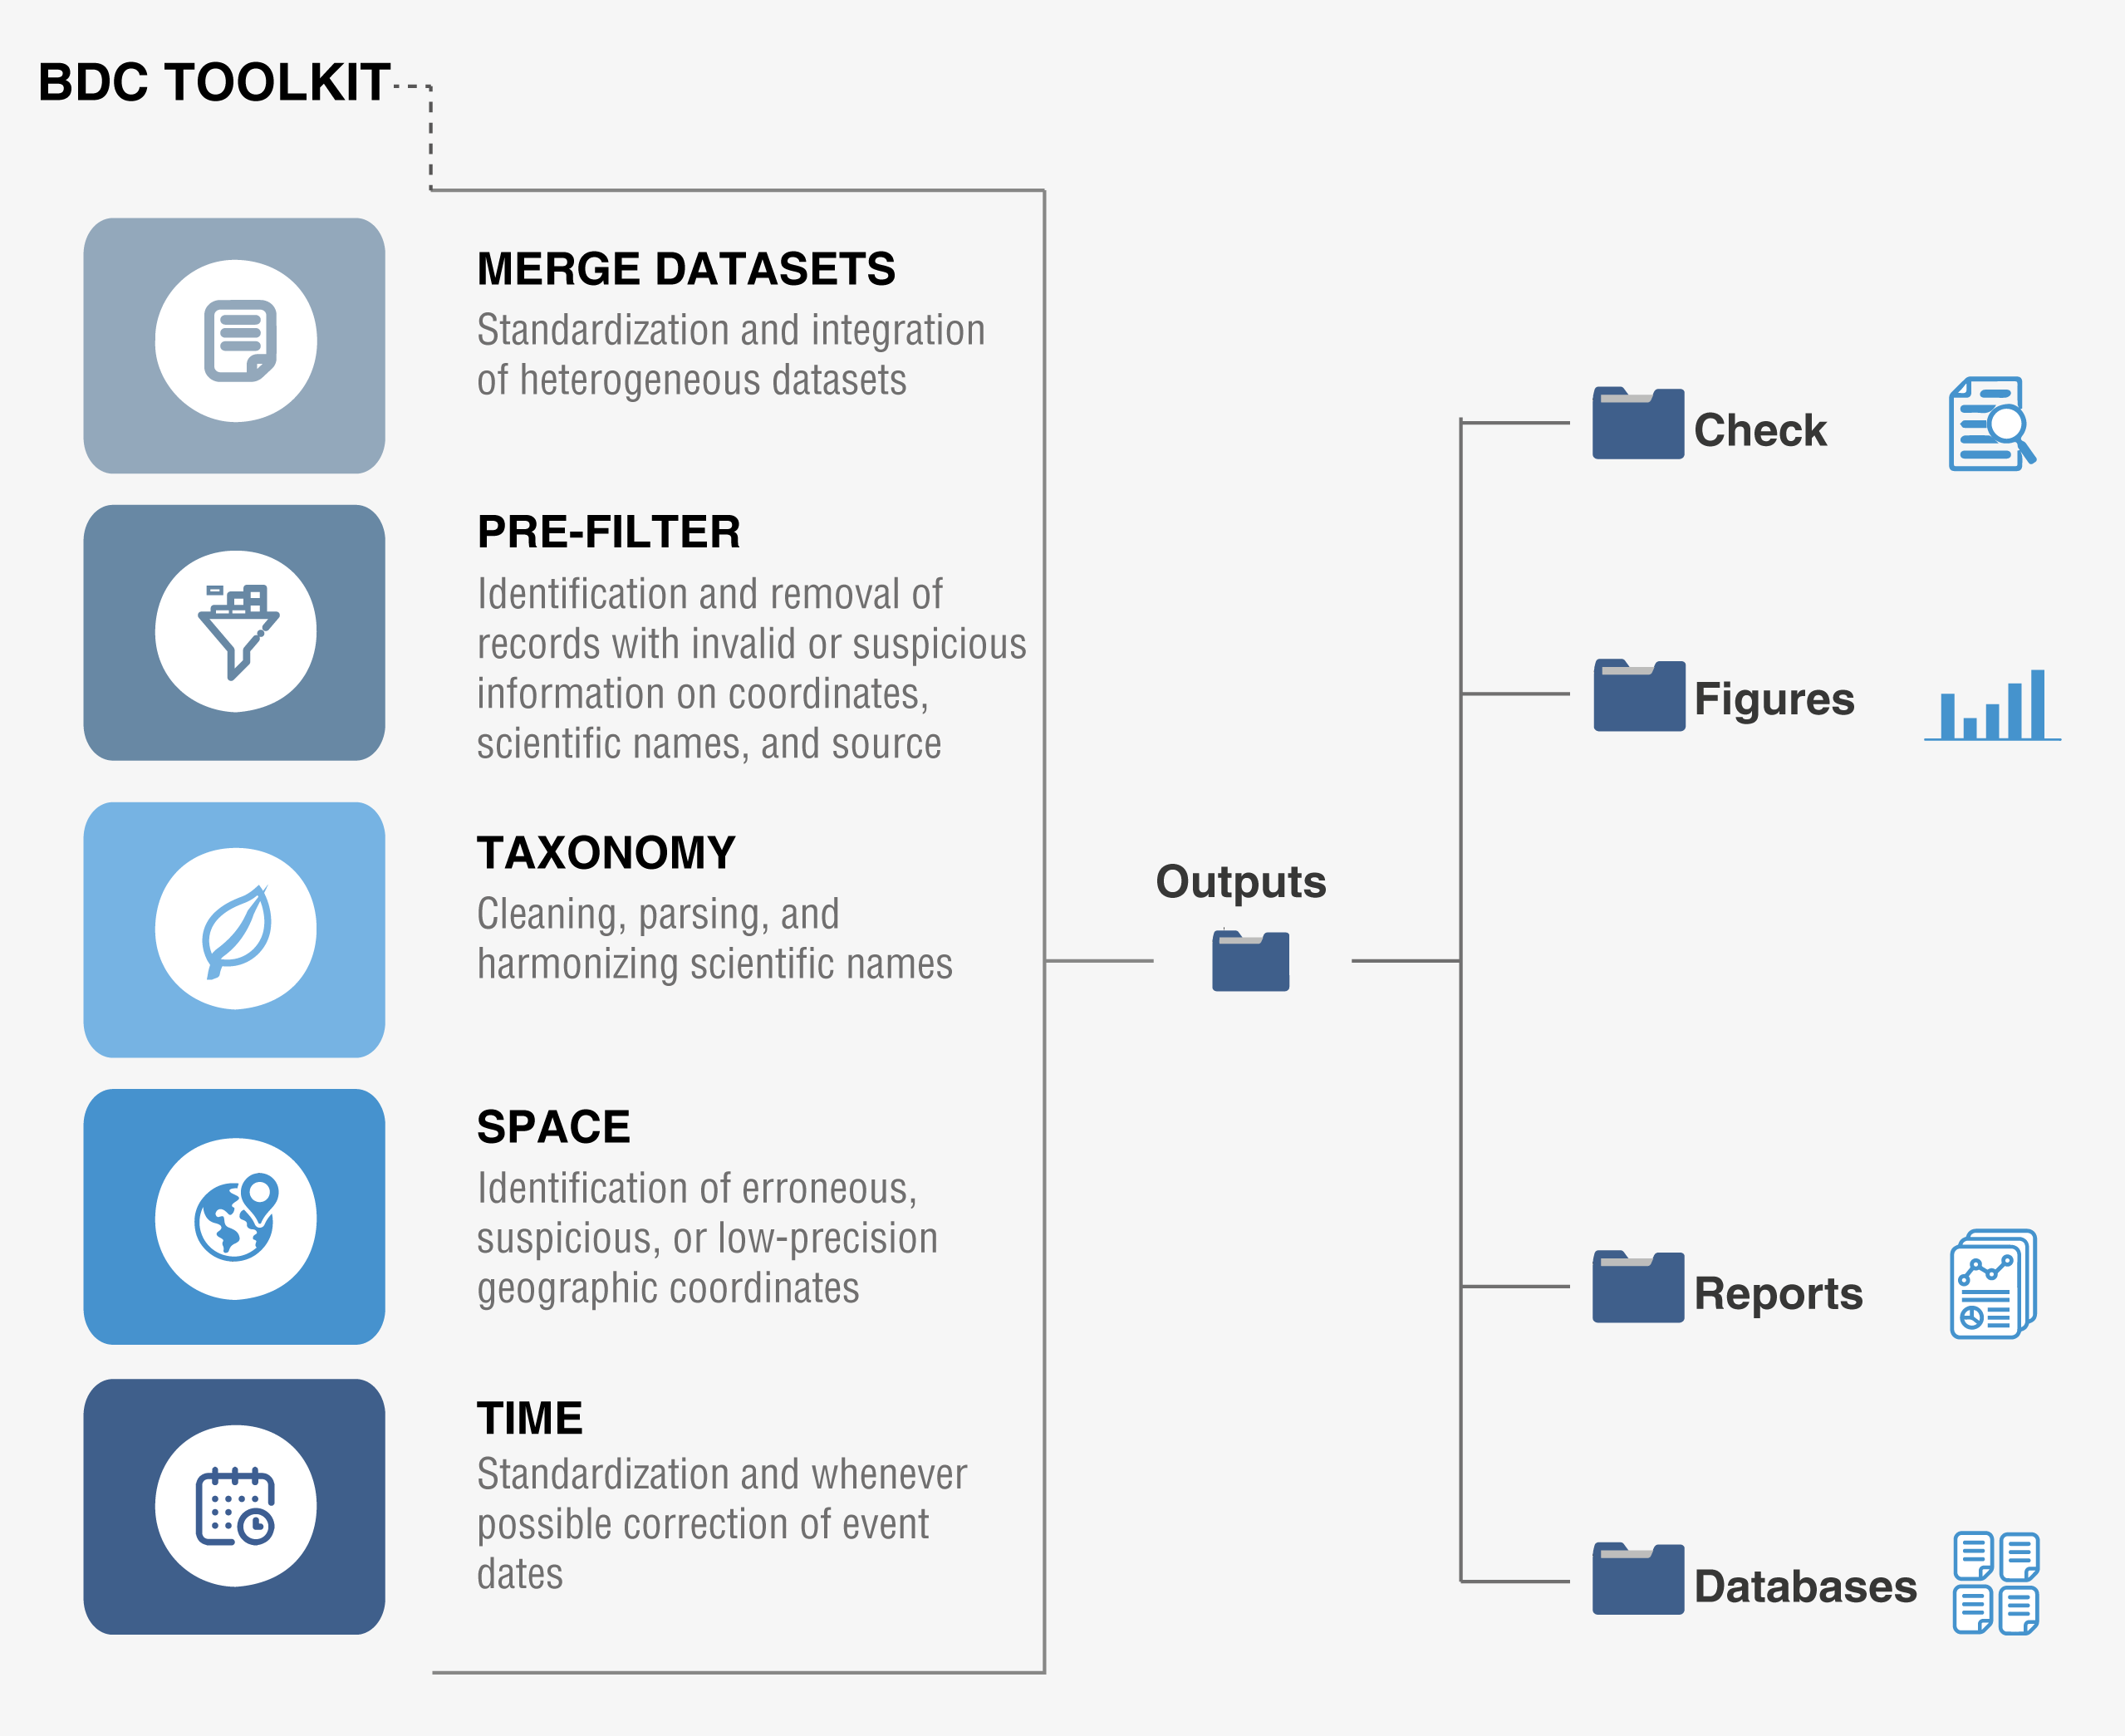 BDC TOOLKIT
MERGE DATASETS
Standardization and integration
of heterogeneous datasets
PRE-FILTER
Identification and removal of
records with invalid or suspicious
information on coordinates,
scientific names, and source
TAXONOMY
Cleaning, parsing, and
harmonizing scientific names
SPACE
Identification of erroneous,
suspicious, or low-precision
geographic coordinates
TIME
Standardization and whenever
possible correction of event
dates
Outputs
Check
Figures
Reports
Databases